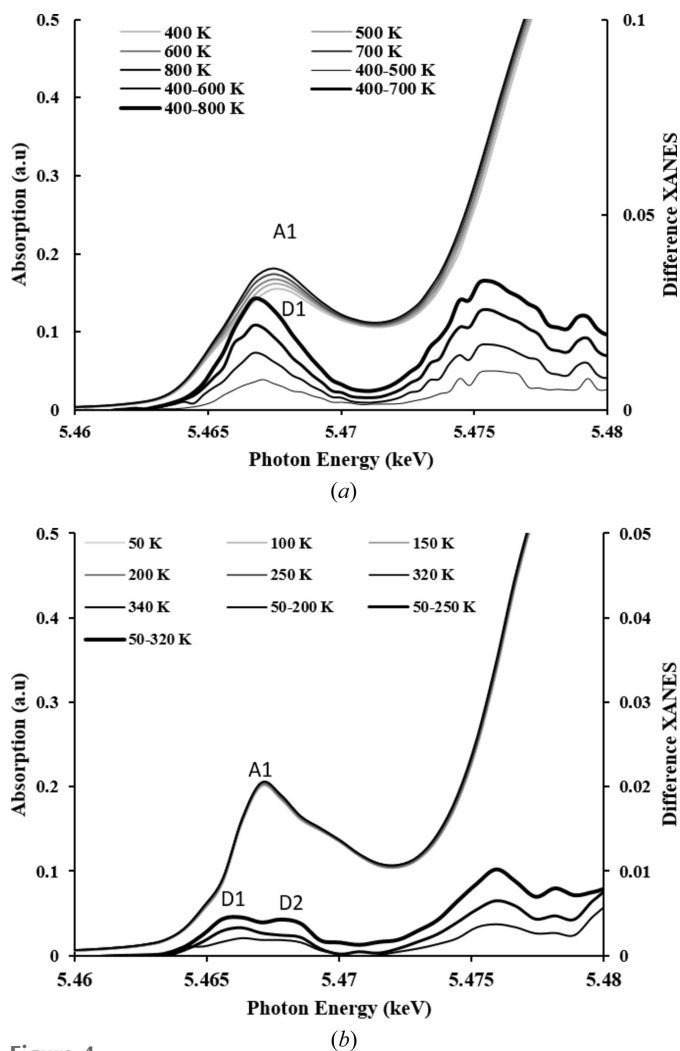 0.5 0.1
400 K 500 K
600 K 700 K
800 K 400-500 K
400-600 K 400-700 K
400-800 K
0.4
0.3
Absorption (a.u)
Difference XANES
A1
0.2 0.05
D1
0.1
0 0
5.46 5.465 5.47 5.475 5.48
Photon Energy (keV)
(a)
0.5 0.05
50 K 100 K 150 K
200 K 250 K 320 K
340 K 50-200 K 50-250 K
50-320 K
0.4 0.04
0.3 0.03
Absorption (a.u)
Difference XANES
A1
0.2 0.02
0.1 0.01
D1 D2
0 0
5.46 5.465 5.47 5.475 5.48
Photon Energy (keV)
(b)
Figure 4